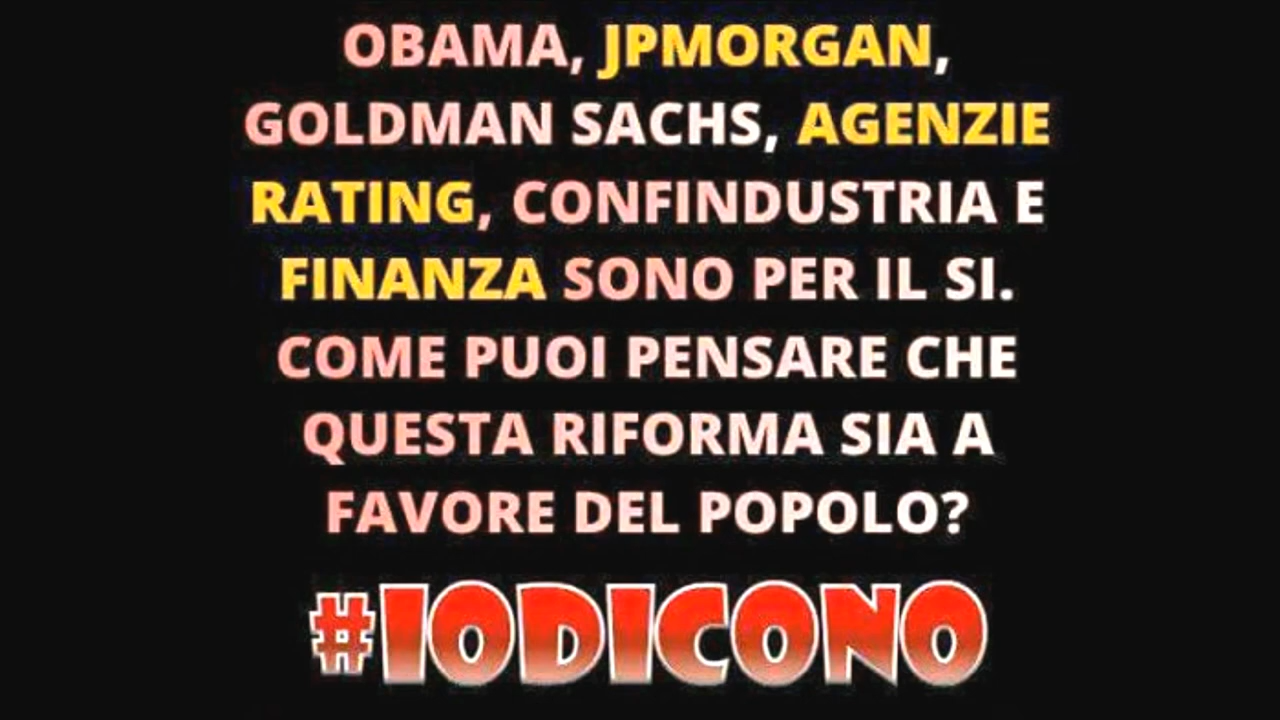 OBAMA, JPMORGAN,
GOLDMAN SACHS, AGENZIE
RATING, CONFINDUSTRIA E
FINANZA SONO PER IL SI.
COME PUOI PENSARE CHE
QUESTA RIFORMA SIA A
FAVORE DEL POPOLO?
#IODICONO